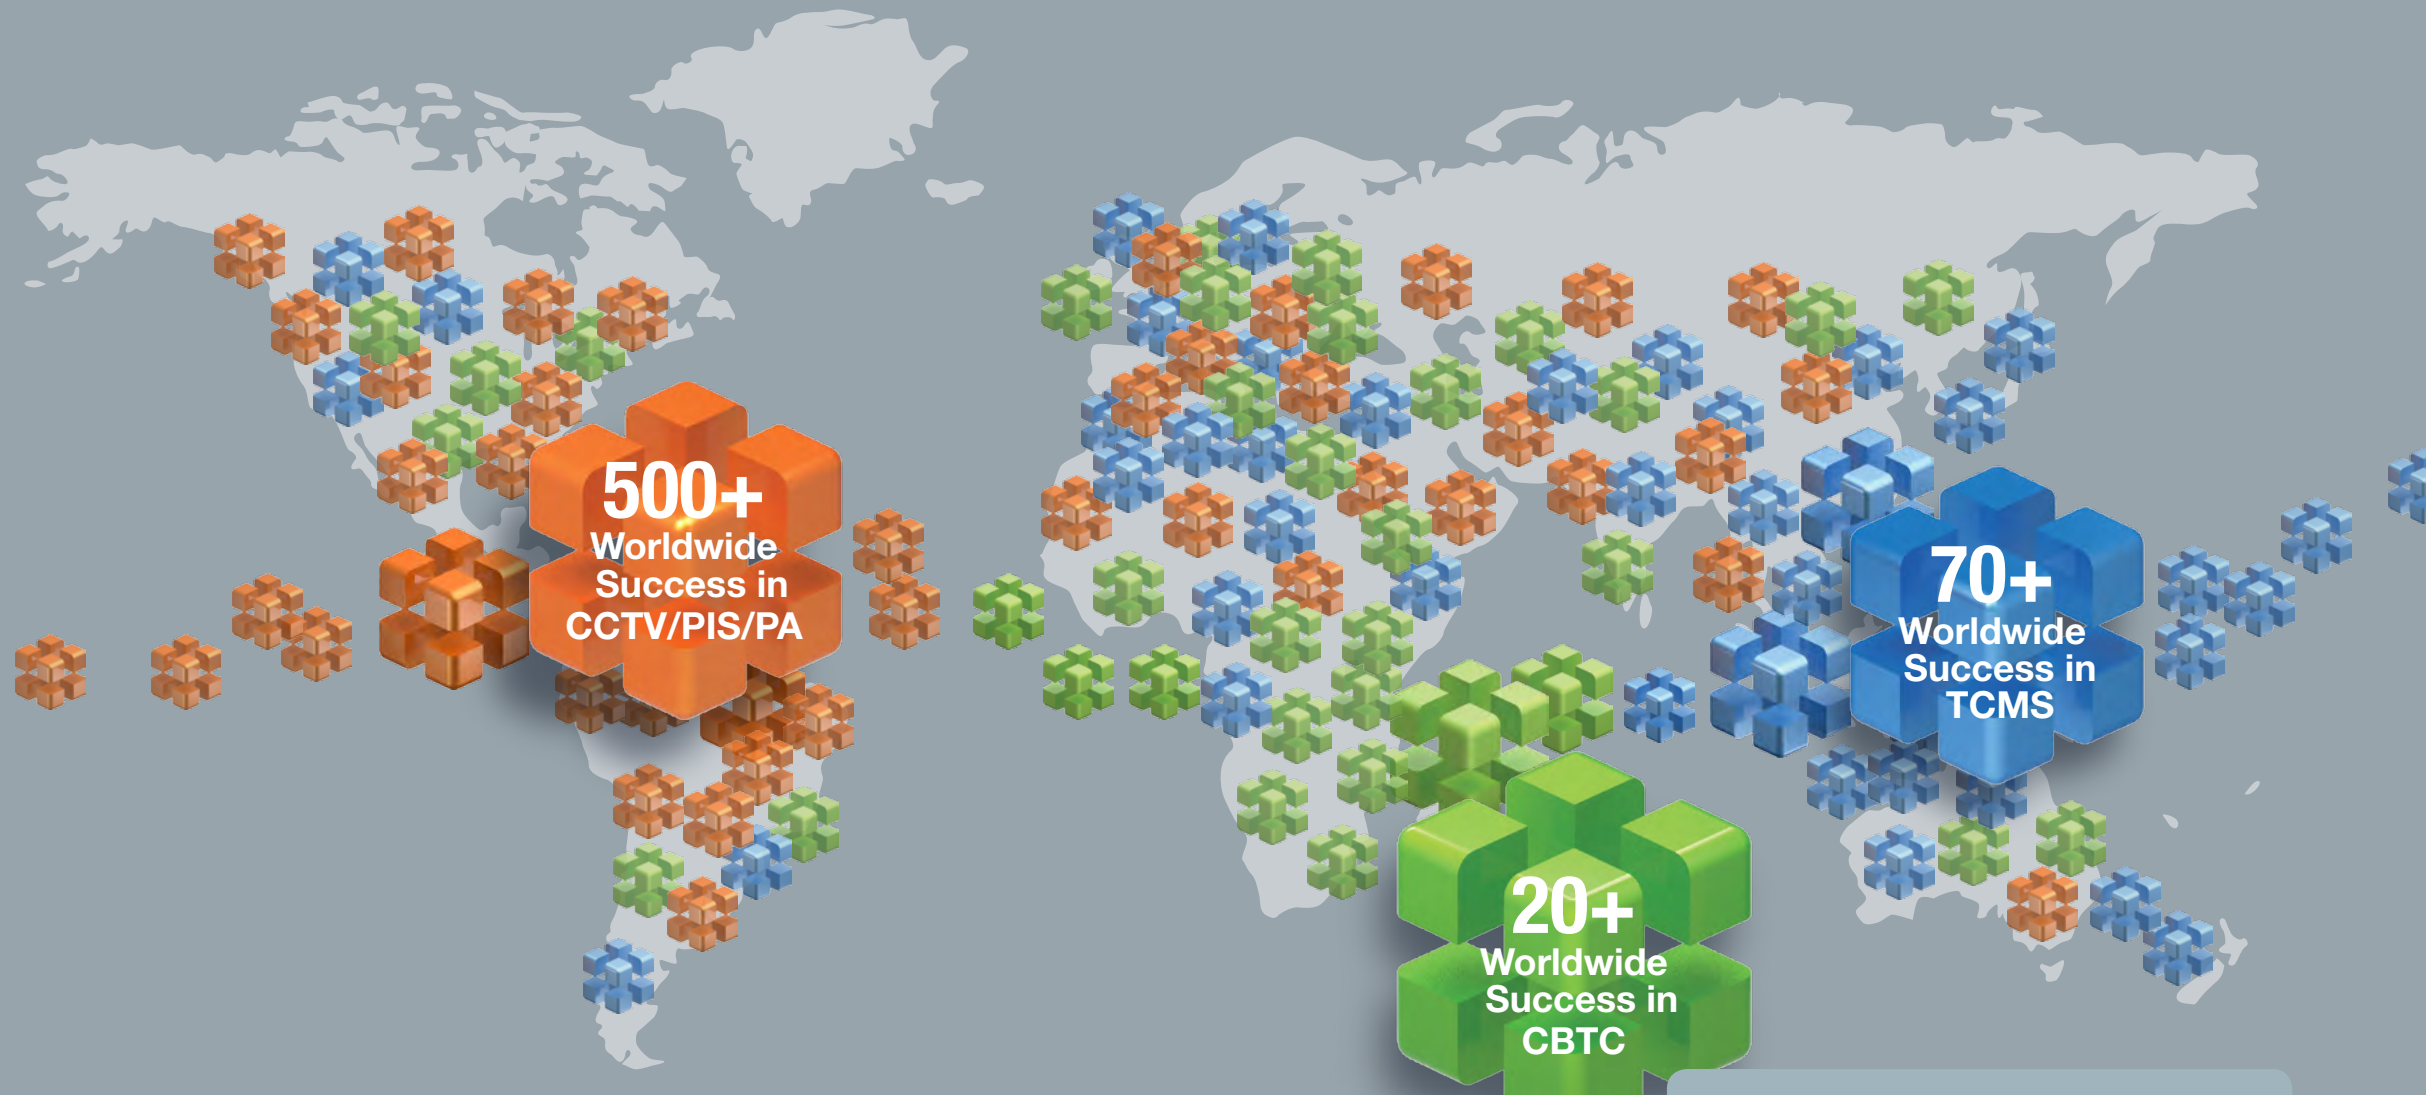 500+
Worldwide
Success in
CCTV/PIS/PA
70+
Worldwide
Success in
TCMS
20+
Worldwide
Success in
CBTC